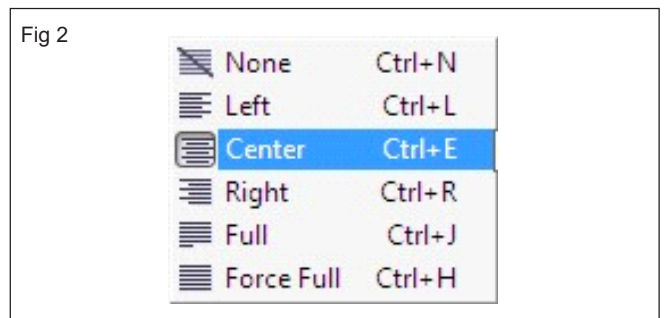 Fig 2
None Ctrl+N
Left Ctrl+L
Center Ctrl+E
Right Ctrl+R
Full Ctrl+J
Force Full Ctrl+H